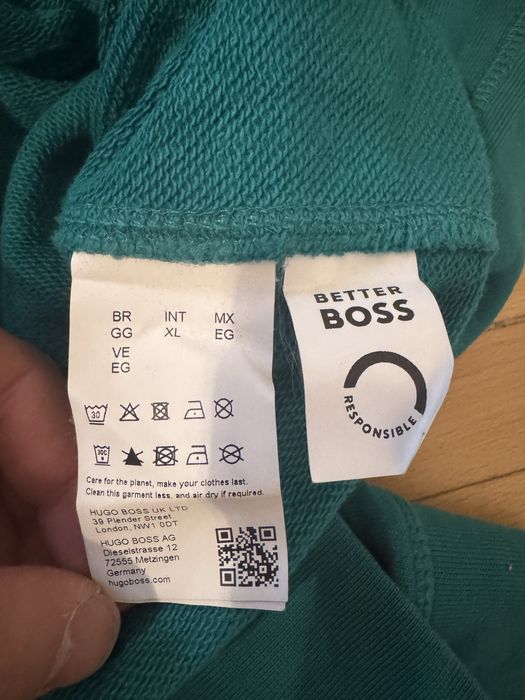 BR INT MX
GG XL EG
VE
EG
30
30C
Care for the planet, make your clothes last.
Clean this garment less, and air dry if required.
HUGO BOSS UK LTD
39 Plender Street
London, NW1 0DT
HUGO BOSS AG
Dieselstrasse 12
72555 Metzingen
Germany
hugoboss.com
BETTER
BOSS
RESPONSIBLE